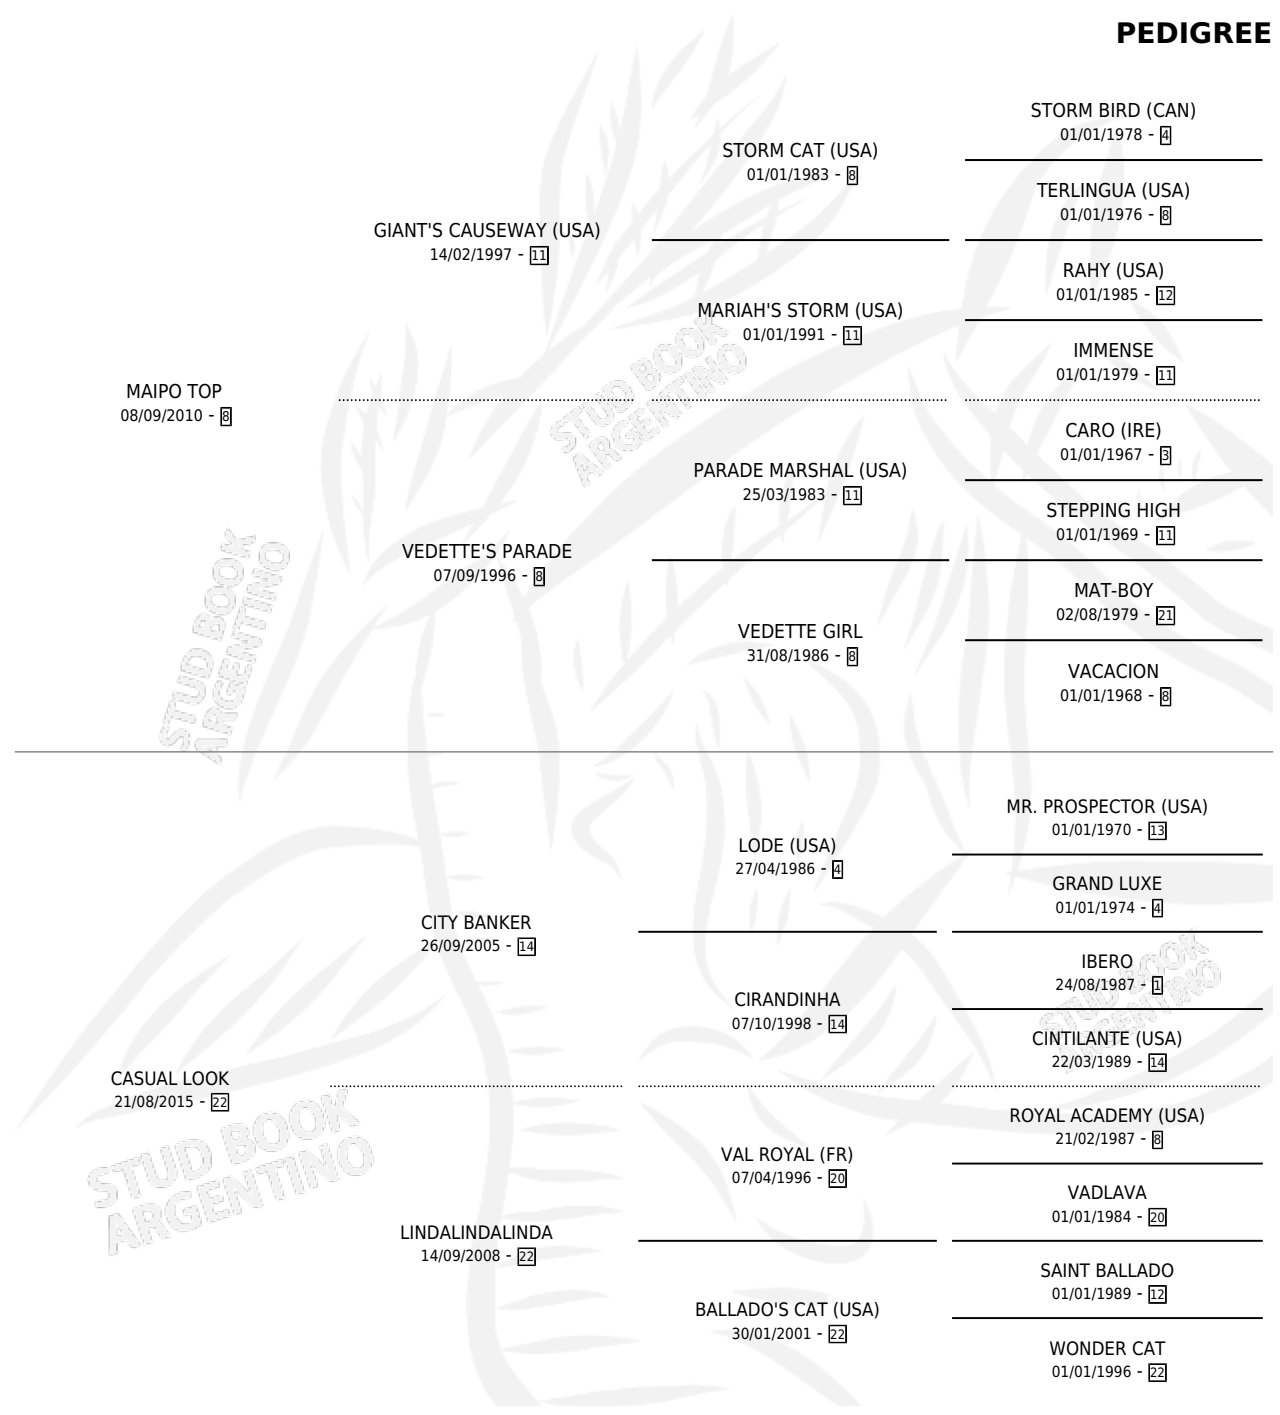 PEDIGREE
STORM BIRD (CAN)
01/01/1978 - 4
STORM CAT (USA)
01/01/1983 - 8
TERLINGUA (USA)
01/01/1976 - 8
GIANT'S CAUSEWAY (USA)
14/02/1997 - 11
RAHY (USA)
01/01/1985 - 12
MARIAH'S STORM (USA)
01/01/1991 - 11
IMMENSE
01/01/1979 - 11
MAIPO TOP
08/09/2010 - 8
CARO (IRE)
01/01/1967 - 3
PARADE MARSHAL (USA)
25/03/1983 - 11
STEPPING HIGH
01/01/1969 - 11
VEDETTE'S PARADE
07/09/1996 - 8
MAT-BOY
02/08/1979 - 21
VEDETTE GIRL
31/08/1986 - 8
VACACION
01/01/1968 - 8
MR. PROSPECTOR (USA)
01/01/1970 - 13
LODE (USA)
27/04/1986 - 4
GRAND LUXE
01/01/1974 - 4
CITY BANKER
26/09/2005 - 14
IBERO
24/08/1987 - 1
CIRANDINHA
07/10/1998 - 14
CINTILANTE (USA)
22/03/1989 - 14
CASUAL LOOK
21/08/2015 - 22
ROYAL ACADEMY (USA)
21/02/1987 - 8
VAL ROYAL (FR)
07/04/1996 - 20
VADLAVA
01/01/1984 - 20
LINDALINDALINDA
14/09/2008 - 22
SAINT BALLADO
01/01/1989 - 12
BALLADO'S CAT (USA)
30/01/2001 - 22
WONDER CAT
01/01/1996 - 22
STUD BOOK
ARGENTINO
STUD BOOK
ARGENTINO
STUD BOOK
ARGENTINO
STUD BOOK
ARGENTINO